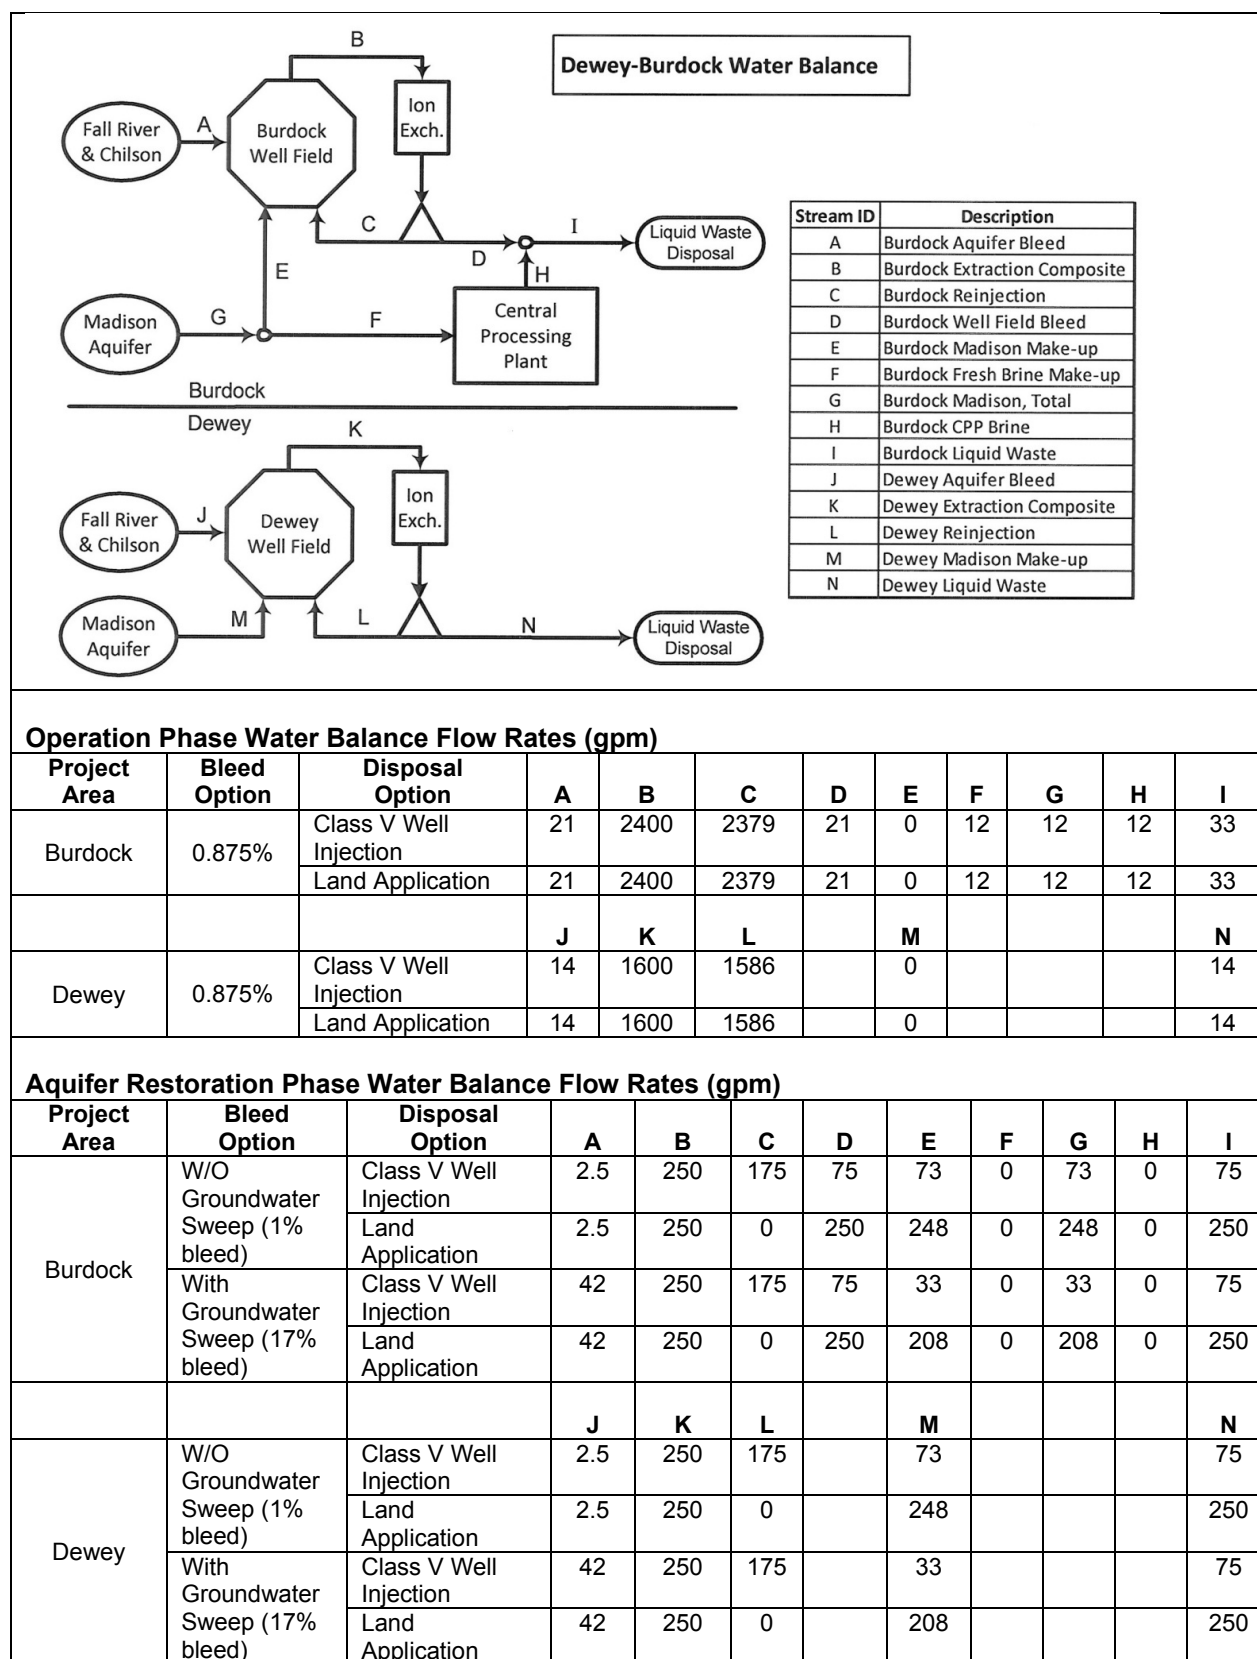 Dewey-Burdock Water Balance
B
Fall River
& Chilson
A
Burdock
Well Field
Ion
Exch.
C
D
I
Liquid Waste
Disposal
E
H
Madison
Aquifer
G
F
Central
Processing
Plant
Burdock
Dewey
K
Fall River
& Chilson
J
Dewey
Well Field
Ion
Exch.
Madison
Aquifer
M
L
N
Liquid Waste
Disposal
Stream ID Description
A Burdock Aquifer Bleed
B Burdock Extraction Composite
C Burdock Reinjection
D Burdock Well Field Bleed
E Burdock Madison Make-up
F Burdock Fresh Brine Make-up
G Burdock Madison, Total
H Burdock CPP Brine
I Burdock Liquid Waste
J Dewey Aquifer Bleed
K Dewey Extraction Composite
L Dewey Reinjection
M Dewey Madison Make-up
N Dewey Liquid Waste
Operation Phase Water Balance Flow Rates (gpm)
Project Bleed Disposal
Area Option Option A B C D E F G H I
Burdock 0.875% Class V Well 21 2400 2379 21 0 12 12 12 33
Injection
Land Application 21 2400 2379 21 0 12 12 12 33
J K L M N
Dewey 0.875% Class V Well 14 1600 1586 0 14
Injection
Land Application 14 1600 1586 0 14
Aquifer Restoration Phase Water Balance Flow Rates (gpm)
Project Bleed Disposal
Area Option Option A B C D E F G H I
W/O Class V Well 2.5 250 175 75 73 0 73 0 75
Groundwater Injection
Sweep (1% Land 2.5 250 0 250 248 0 248 0 250
bleed) Application
Burdock
With Class V Well 42 250 175 75 33 0 33 0 75
Groundwater Injection
Sweep (17% Land 42 250 0 250 208 0 208 0 250
bleed) Application
J K L M N
W/O Class V Well 2.5 250 175 73 75
Groundwater Injection
Sweep (1% Land 2.5 250 0 248 250
bleed) Application
Dewey
With Class V Well 42 250 175 33 75
Groundwater Injection
Sweep (17% Land 42 250 0 208 250
bleed) Application